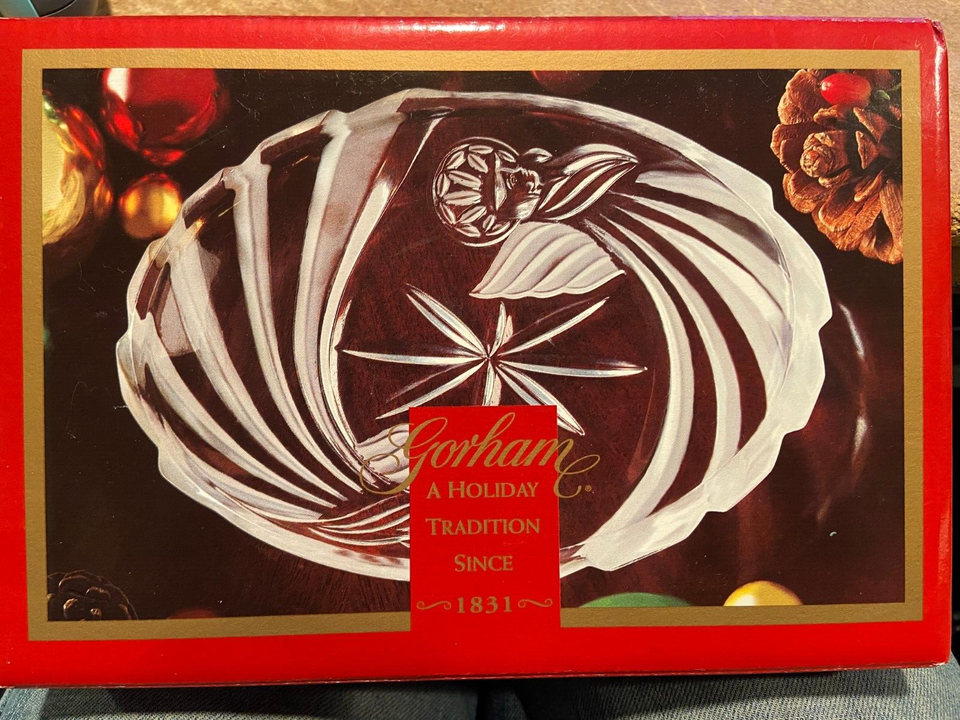 Gorham®
A HOLIDAY
TRADITION
SINCE
~1831~